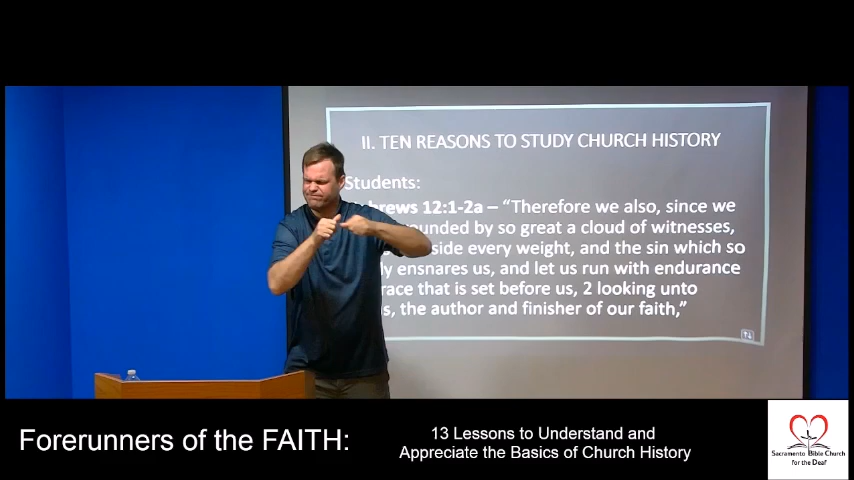 II. TEN REASONS TO STUDY CHURCH HISTORY
Students:
brews 12:1-2a – “Therefore we also, since we
ounded by so great a cloud of witnesses,
side every weight, and the sin which so
ly ensnares us, and let us run with endurance
race that is set before us, 2 looking unto
s, the author and finisher of our faith,”
Forerunners of the FAITH:
13 Lessons to Understand and
Appreciate the Basics of Church History
Sacramento Bible Church
for the Deaf